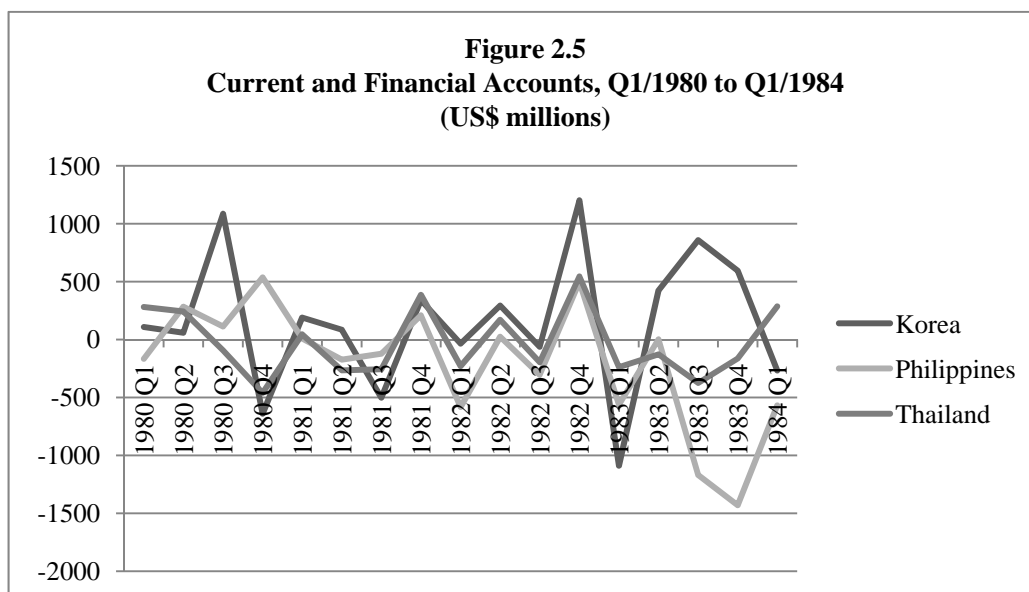 Figure 2.5
Current and Financial Accounts, Q1/1980 to Q1/1984
(US$ millions)
1500
1000
500
0
-500
-1000
-1500
-2000
1980 Q1
1980 Q2
1980 Q3
1980 Q4
1981 Q1
1981 Q2
1981 Q3
1981 Q4
1982 Q1
1982 Q2
1982 Q3
1982 Q4
1983 Q1
1983 Q2
1983 Q3
1983 Q4
1984 Q1
Korea
Philippines
Thailand